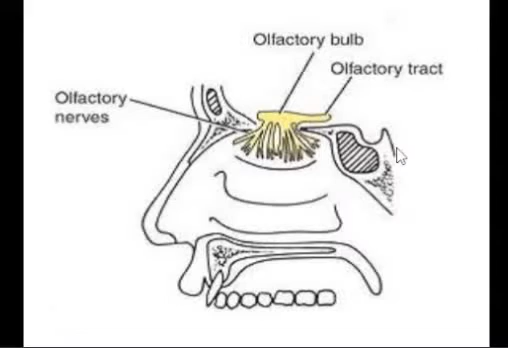 Olfactory bulb
Olfactory tract
Olfactory
nerves